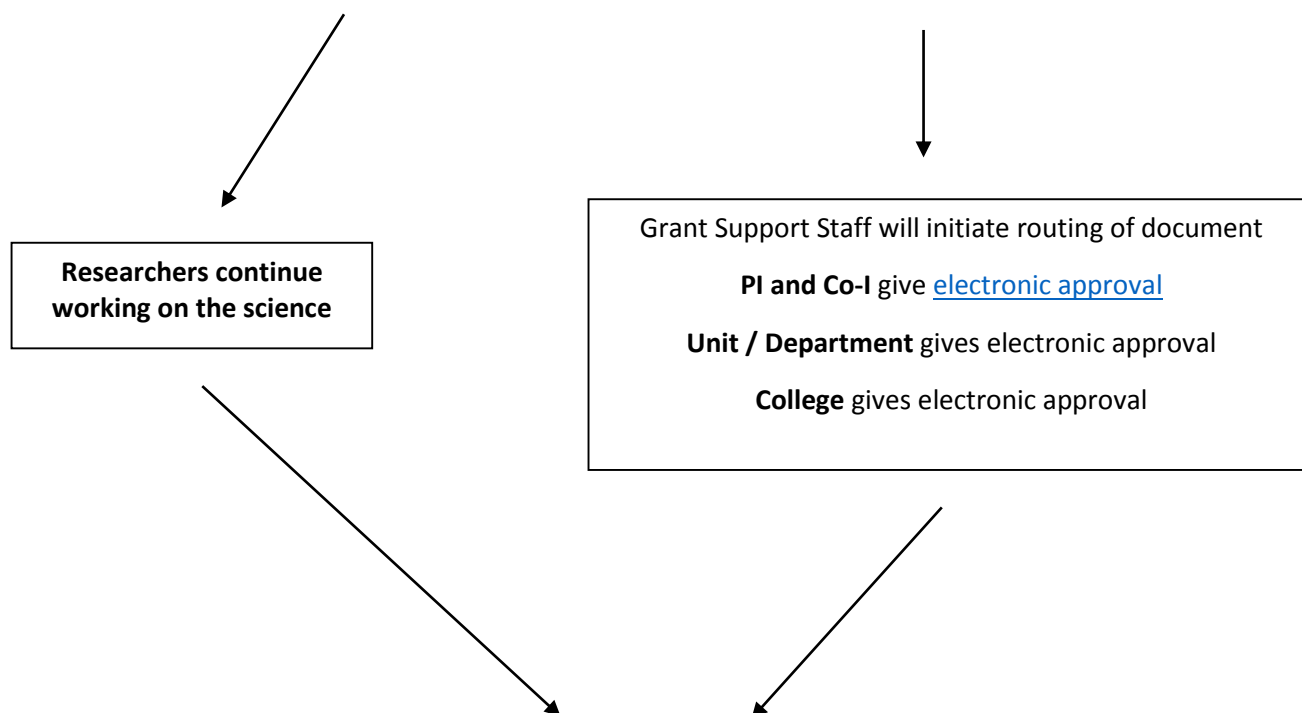 Researchers continue
working on the science
Grant Support Staff will initiate routing of document
PI and Co-I give electronic approval
Unit / Department gives electronic approval
College gives electronic approval